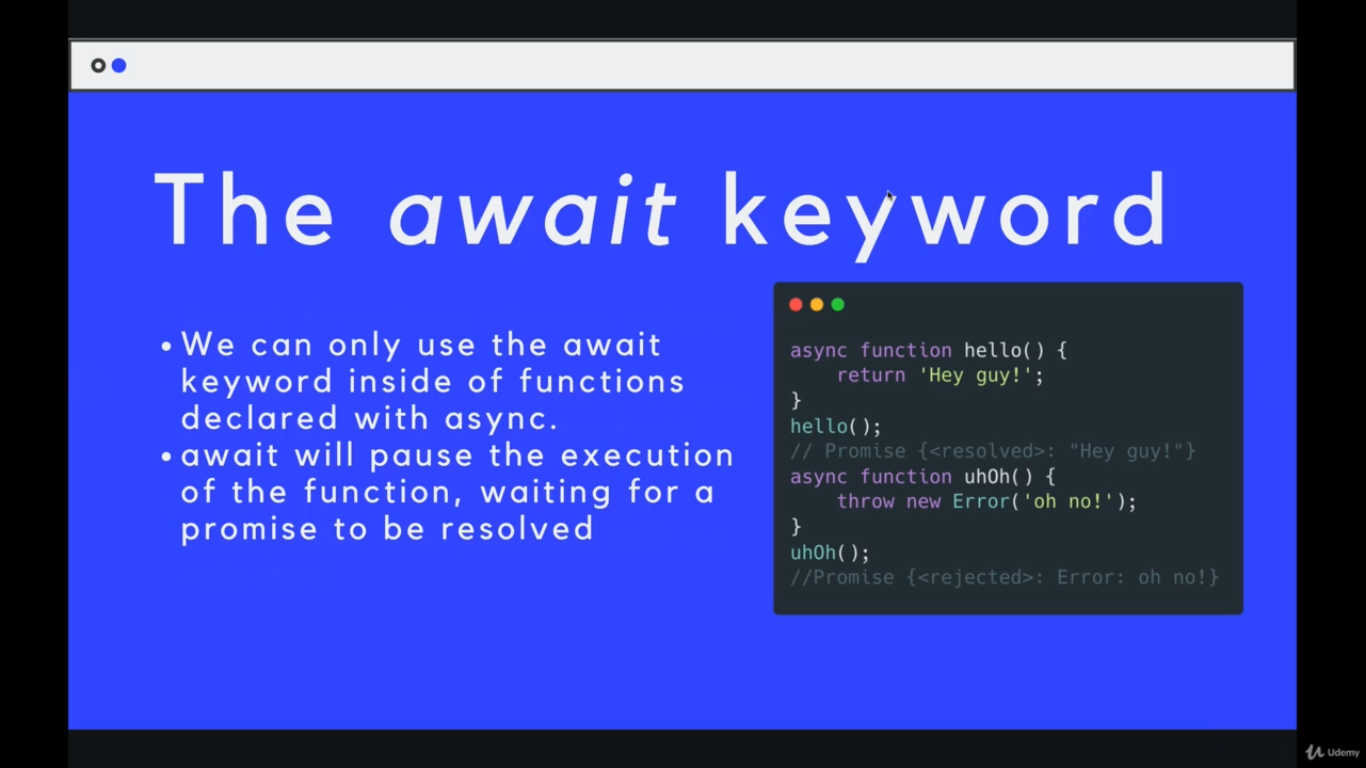 The await keyword
• We can only use the await
keyword inside of functions
declared with async.
• await will pause the execution
of the function, waiting for a
promise to be resolved
async function hello() {
    return 'Hey guy!';
}
hello();
// Promise {<resolved>: "Hey guy!"}
async function uhOh() {
    throw new Error('oh no!');
}
uhOh();
//Promise {<rejected>: Error: oh no!}
Udemy